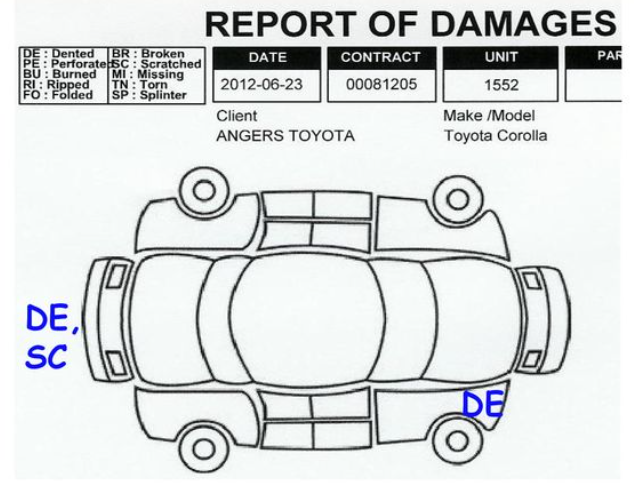 REPORT OF DAMAGES
DE : Dented BR : Broken
PE : Perforated SC : Scratched
BU : Burned MI : Missing
RI : Ripped TN : Torn
FO : Folded SP : Splinter
DATE CONTRACT UNIT PAR
2012-06-23 00081205 1552
Client Make /Model
ANGERS TOYOTA Toyota Corolla
DE,
SC
DE